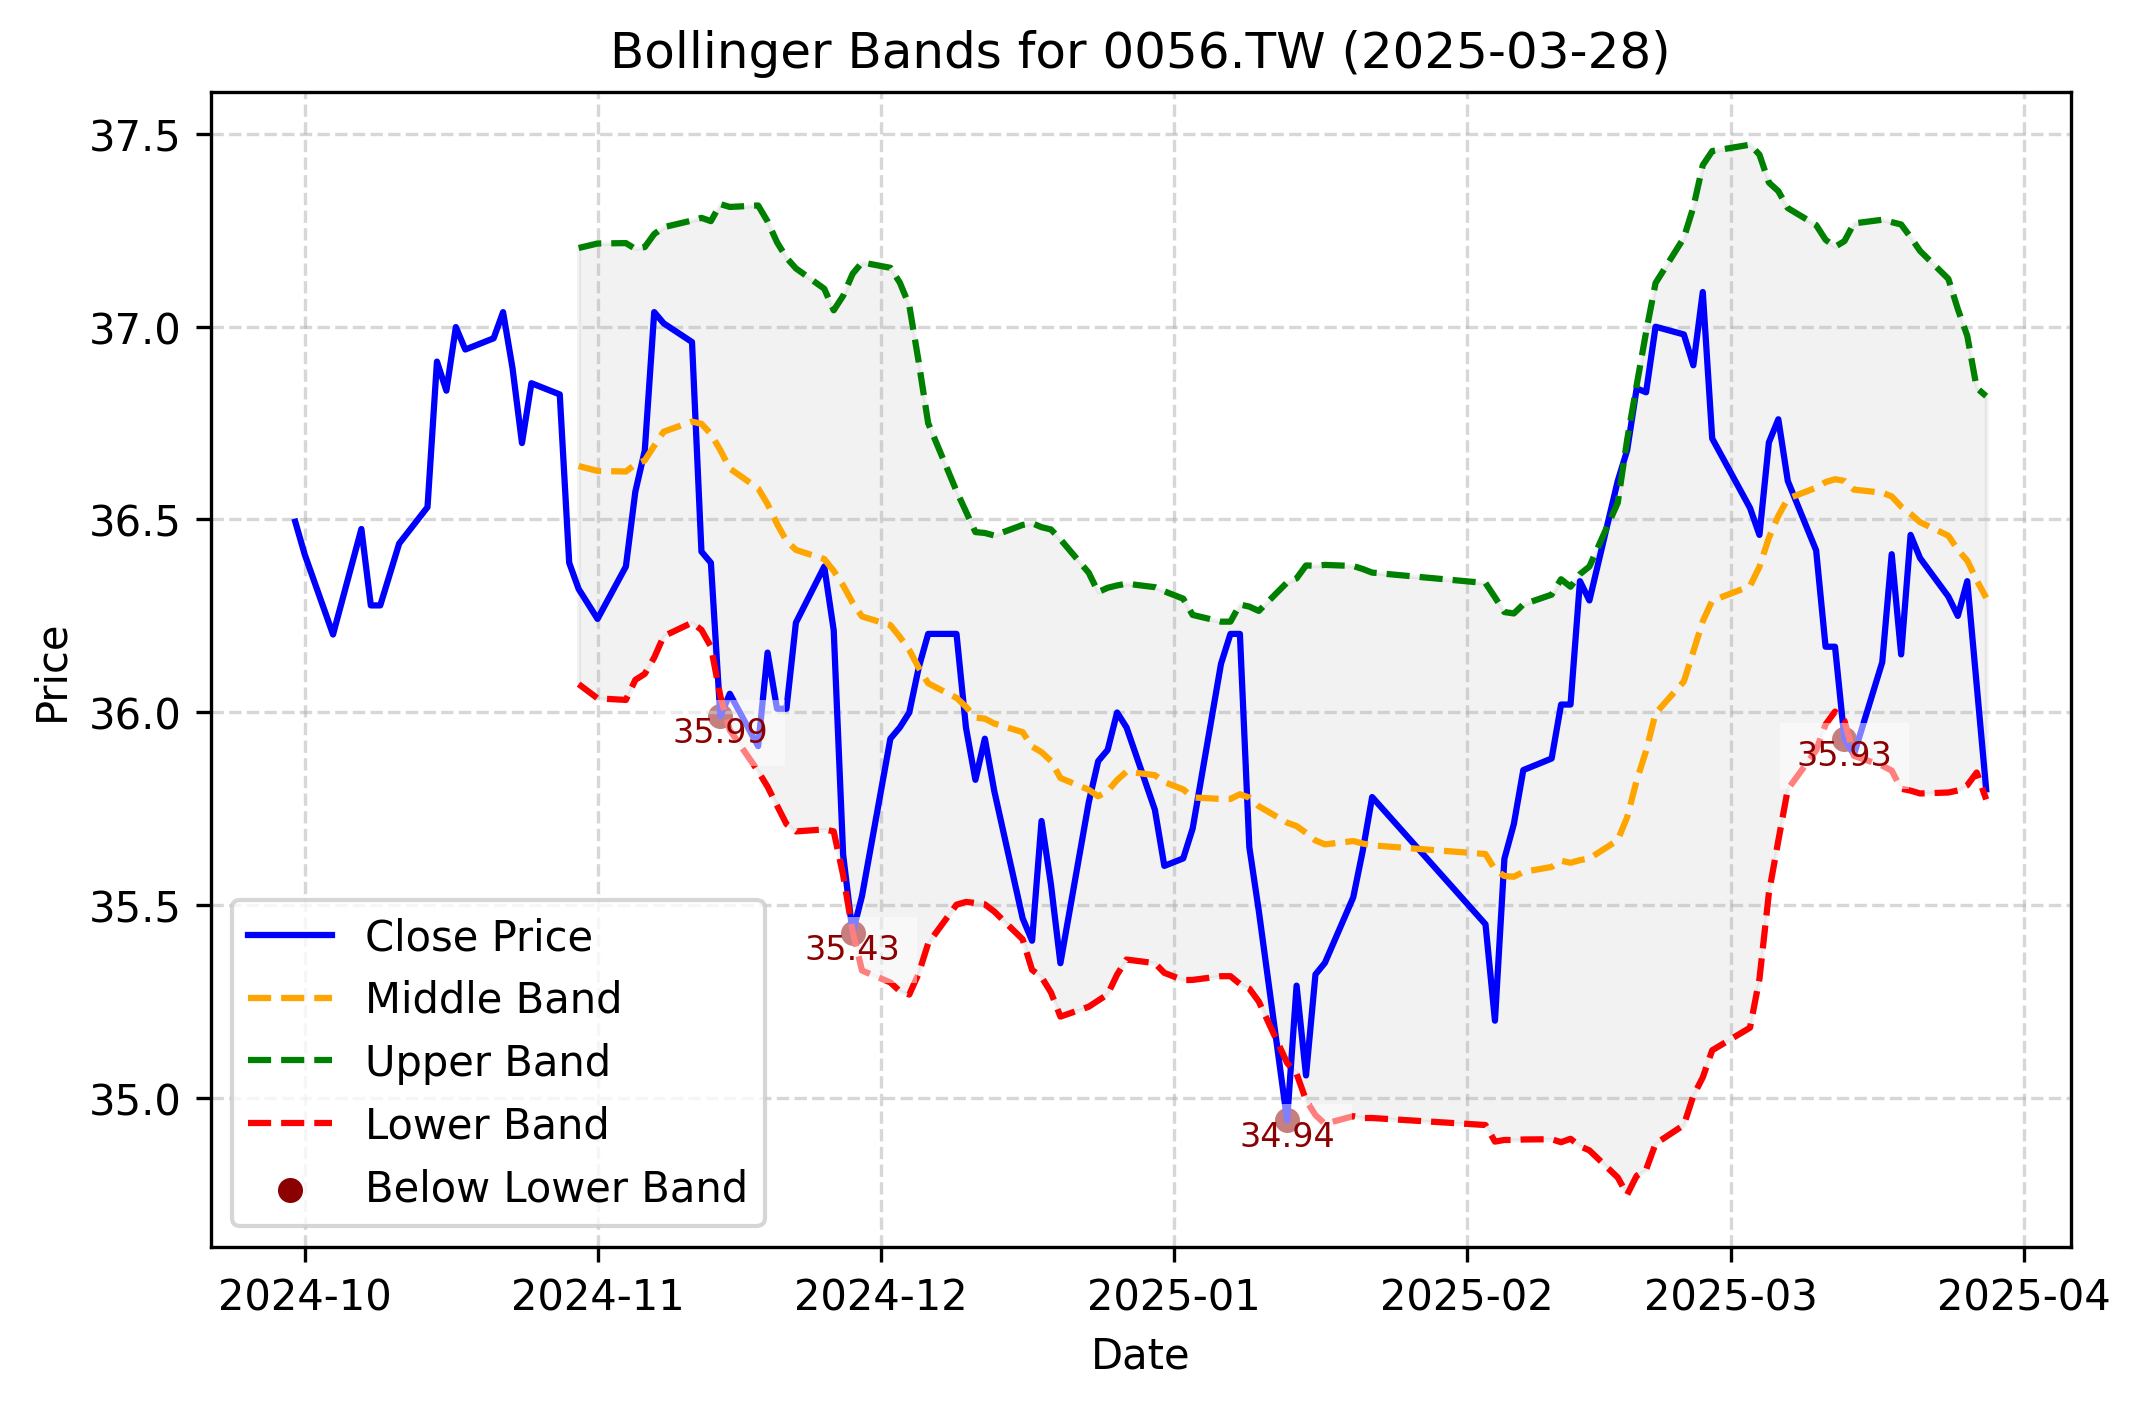 Bollinger Bands for 0056.TW (2025-03-28)
37.5
37.0
36.5
36.0
35.5
35.0
Price
35.99
35.43
34.94
35.93
Close Price
Middle Band
Upper Band
Lower Band
Below Lower Band
2024-10
2024-11
2024-12
2025-01
2025-02
2025-03
2025-04
Date